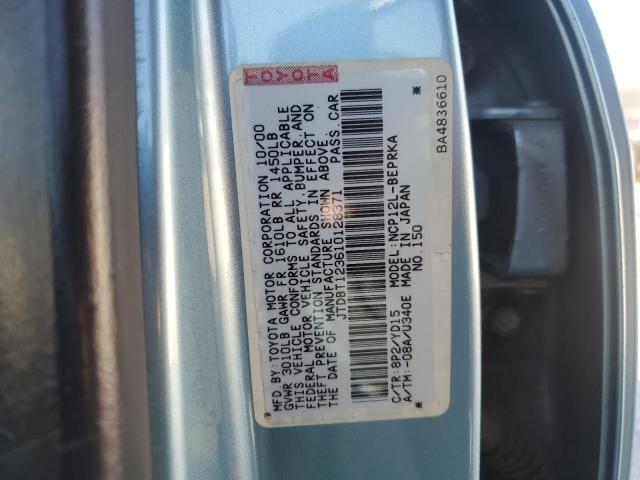 TOYOTA
MFD.BY:TOYOTA MOTOR CORPORATION 10/00
GVWR 3010LB GAWR FR 1610LB RR 1450LB
THIS VEHICLE CONFORMS TO ALL APPLICABLE
FEDERAL MOTOR VEHICLE SAFETY,BUMPER,AND
THEFT PREVENTION STANDARDS IN EFFECT ON
THE DATE OF MANUFACTURE SHOWN ABOVE.
JTDBT123610128371 PASS.CAR
C/TR:8P2/YD15 MODEL:NCP12L-BEPRKA
A/TM:-08A/U340E MADE IN JAPAN
NO.150
BA4836610